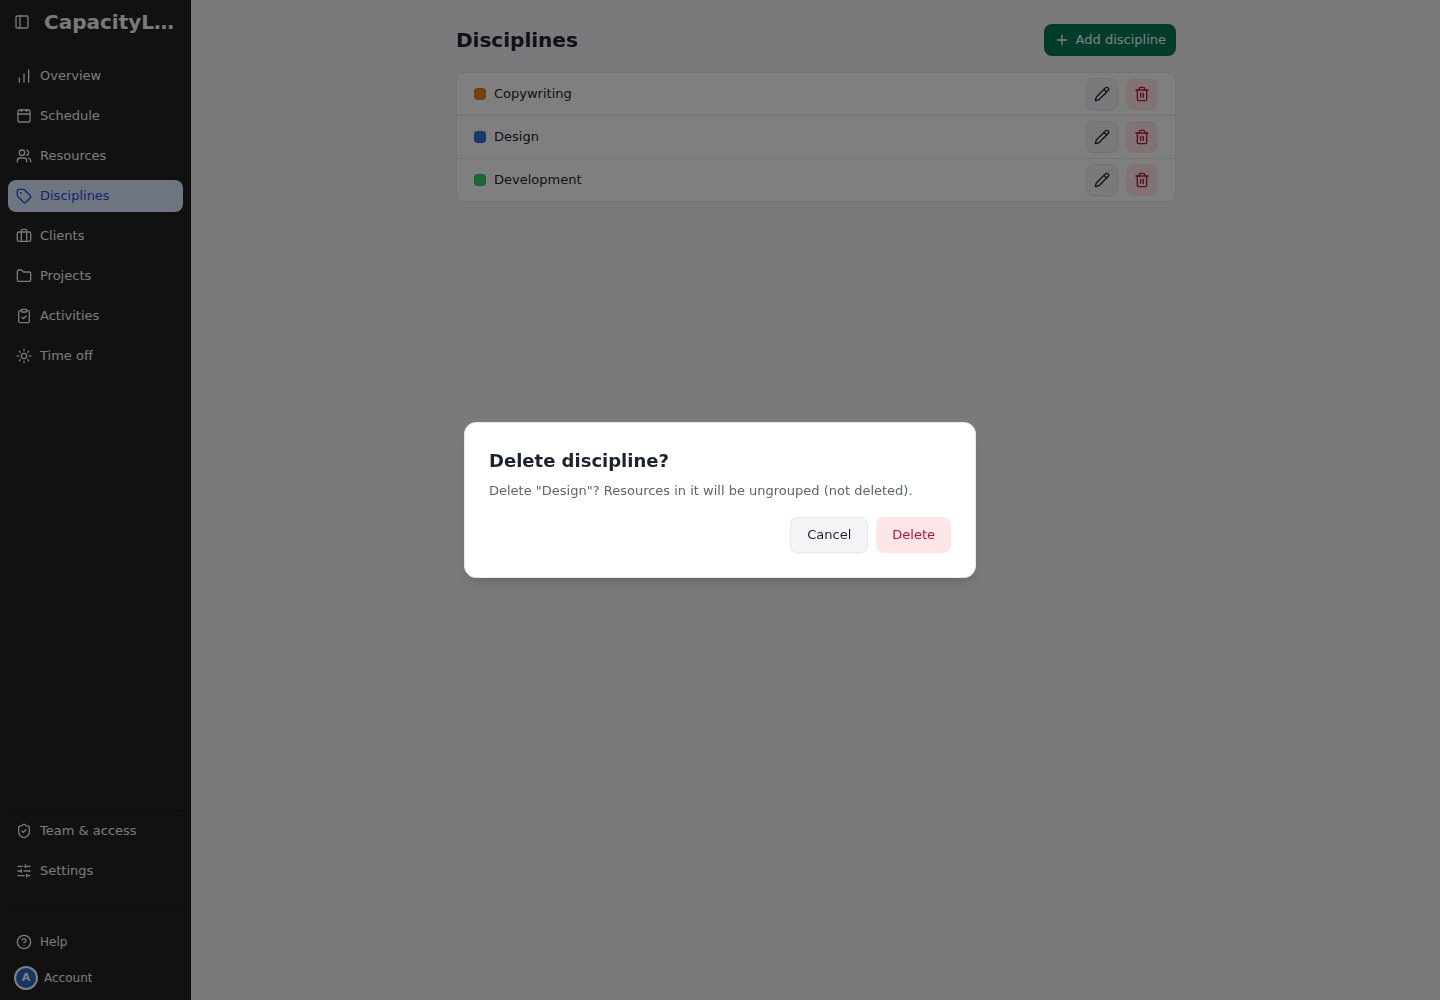 CapacityL...
Overview
Schedule
Resources
Disciplines
Clients
Projects
Activities
Time off
Team & access
Settings
Help
A Account
Disciplines
Add discipline
Copywriting
Design
Development
Delete discipline?
Delete "Design"? Resources in it will be ungrouped (not deleted).
Cancel Delete